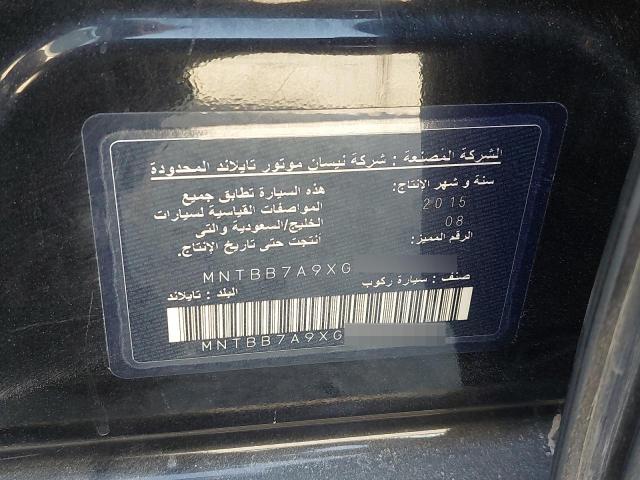 الشركة المصنعة : شركة نيسان موتور تايلاند المحدودة
سنة و شهر الإنتاج:
2015
08
الرقم المميز:
هذه السيارة تطابق جميع
المواصفات القياسية لسيارات
الخليج/السعودية والتى
أنتجت حتى تاريخ الإنتاج.
MNTBB7A9XG
صنف : سيارة ركوب
البلد : تايلاند
MNTBB7A9XG